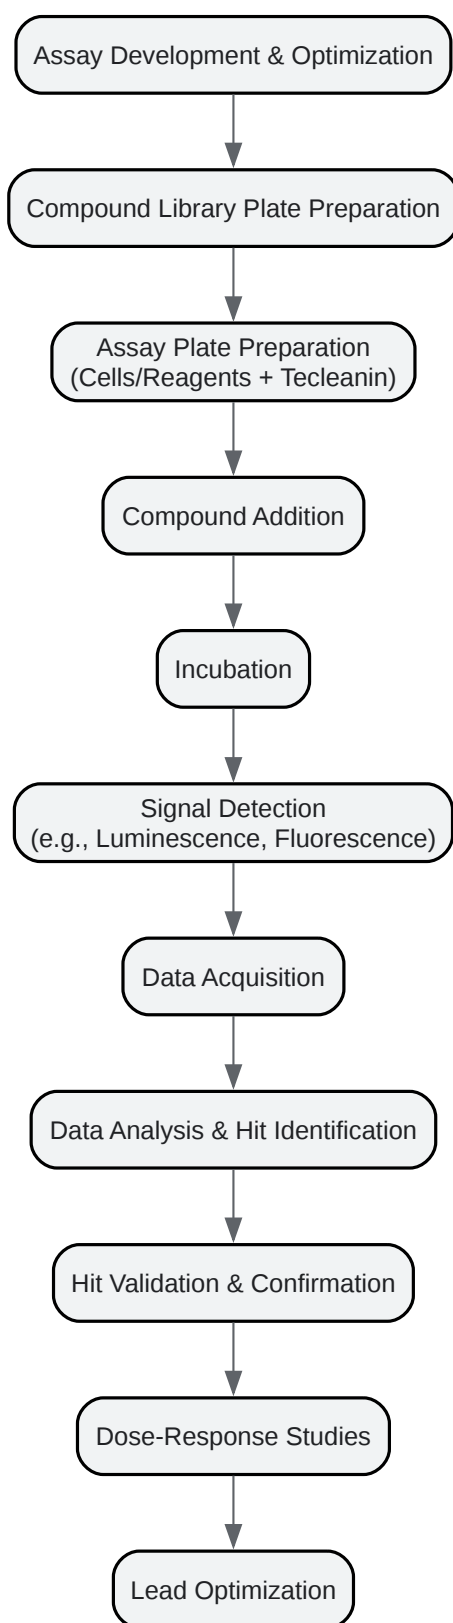 Assay Development & Optimization
Compound Library Plate Preparation
Assay Plate Preparation
(Cells/Reagents + Tecleanin)
Compound Addition
Incubation
Signal Detection
(e.g., Luminescence, Fluorescence)
Data Acquisition
Data Analysis & Hit Identification
Hit Validation & Confirmation
Dose-Response Studies
Lead Optimization